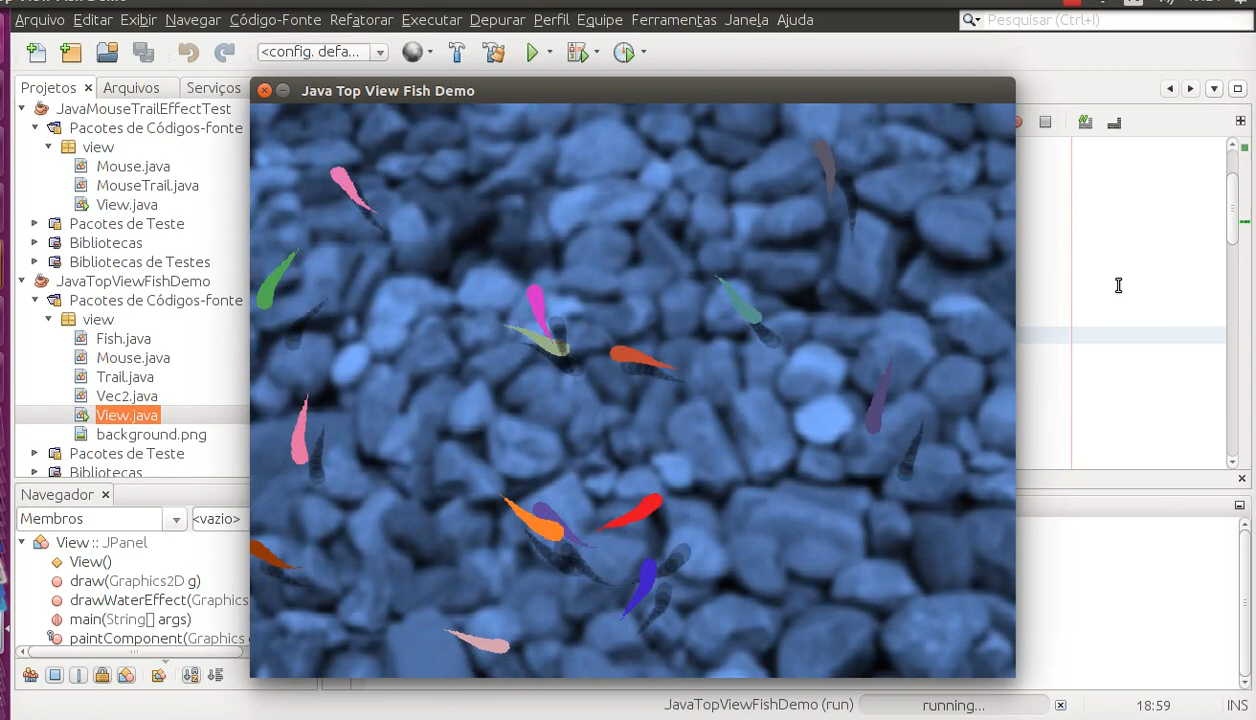 Arquivo Editar Exibir Navegar Código-Fonte Refatorar Executar Depurar Perfil Equipe Ferramentas Janela Ajuda
Pesquisar (Ctrl+I)
<config. defa...
Projetos Arquivos Serviços
Java Top View Fish Demo
JavaMouseTrailEffectTest
Pacotes de Códigos-fonte
view
Mouse.java
MouseTrail.java
View.java
Pacotes de Teste
Bibliotecas
Bibliotecas de Testes
JavaTopViewFishDemo
Pacotes de Códigos-fonte
view
Fish.java
Mouse.java
Trail.java
Vec2.java
View.java
background.png
Pacotes de Teste
Bibliotecas
Navegador
Membros <vazio>
View :: JPanel
View()
draw(Graphics2D g)
drawWaterEffect(Graphics
main(String[] args)
paintComponent(Graphics
JavaTopViewFishDemo (run) running... 18:59 INS